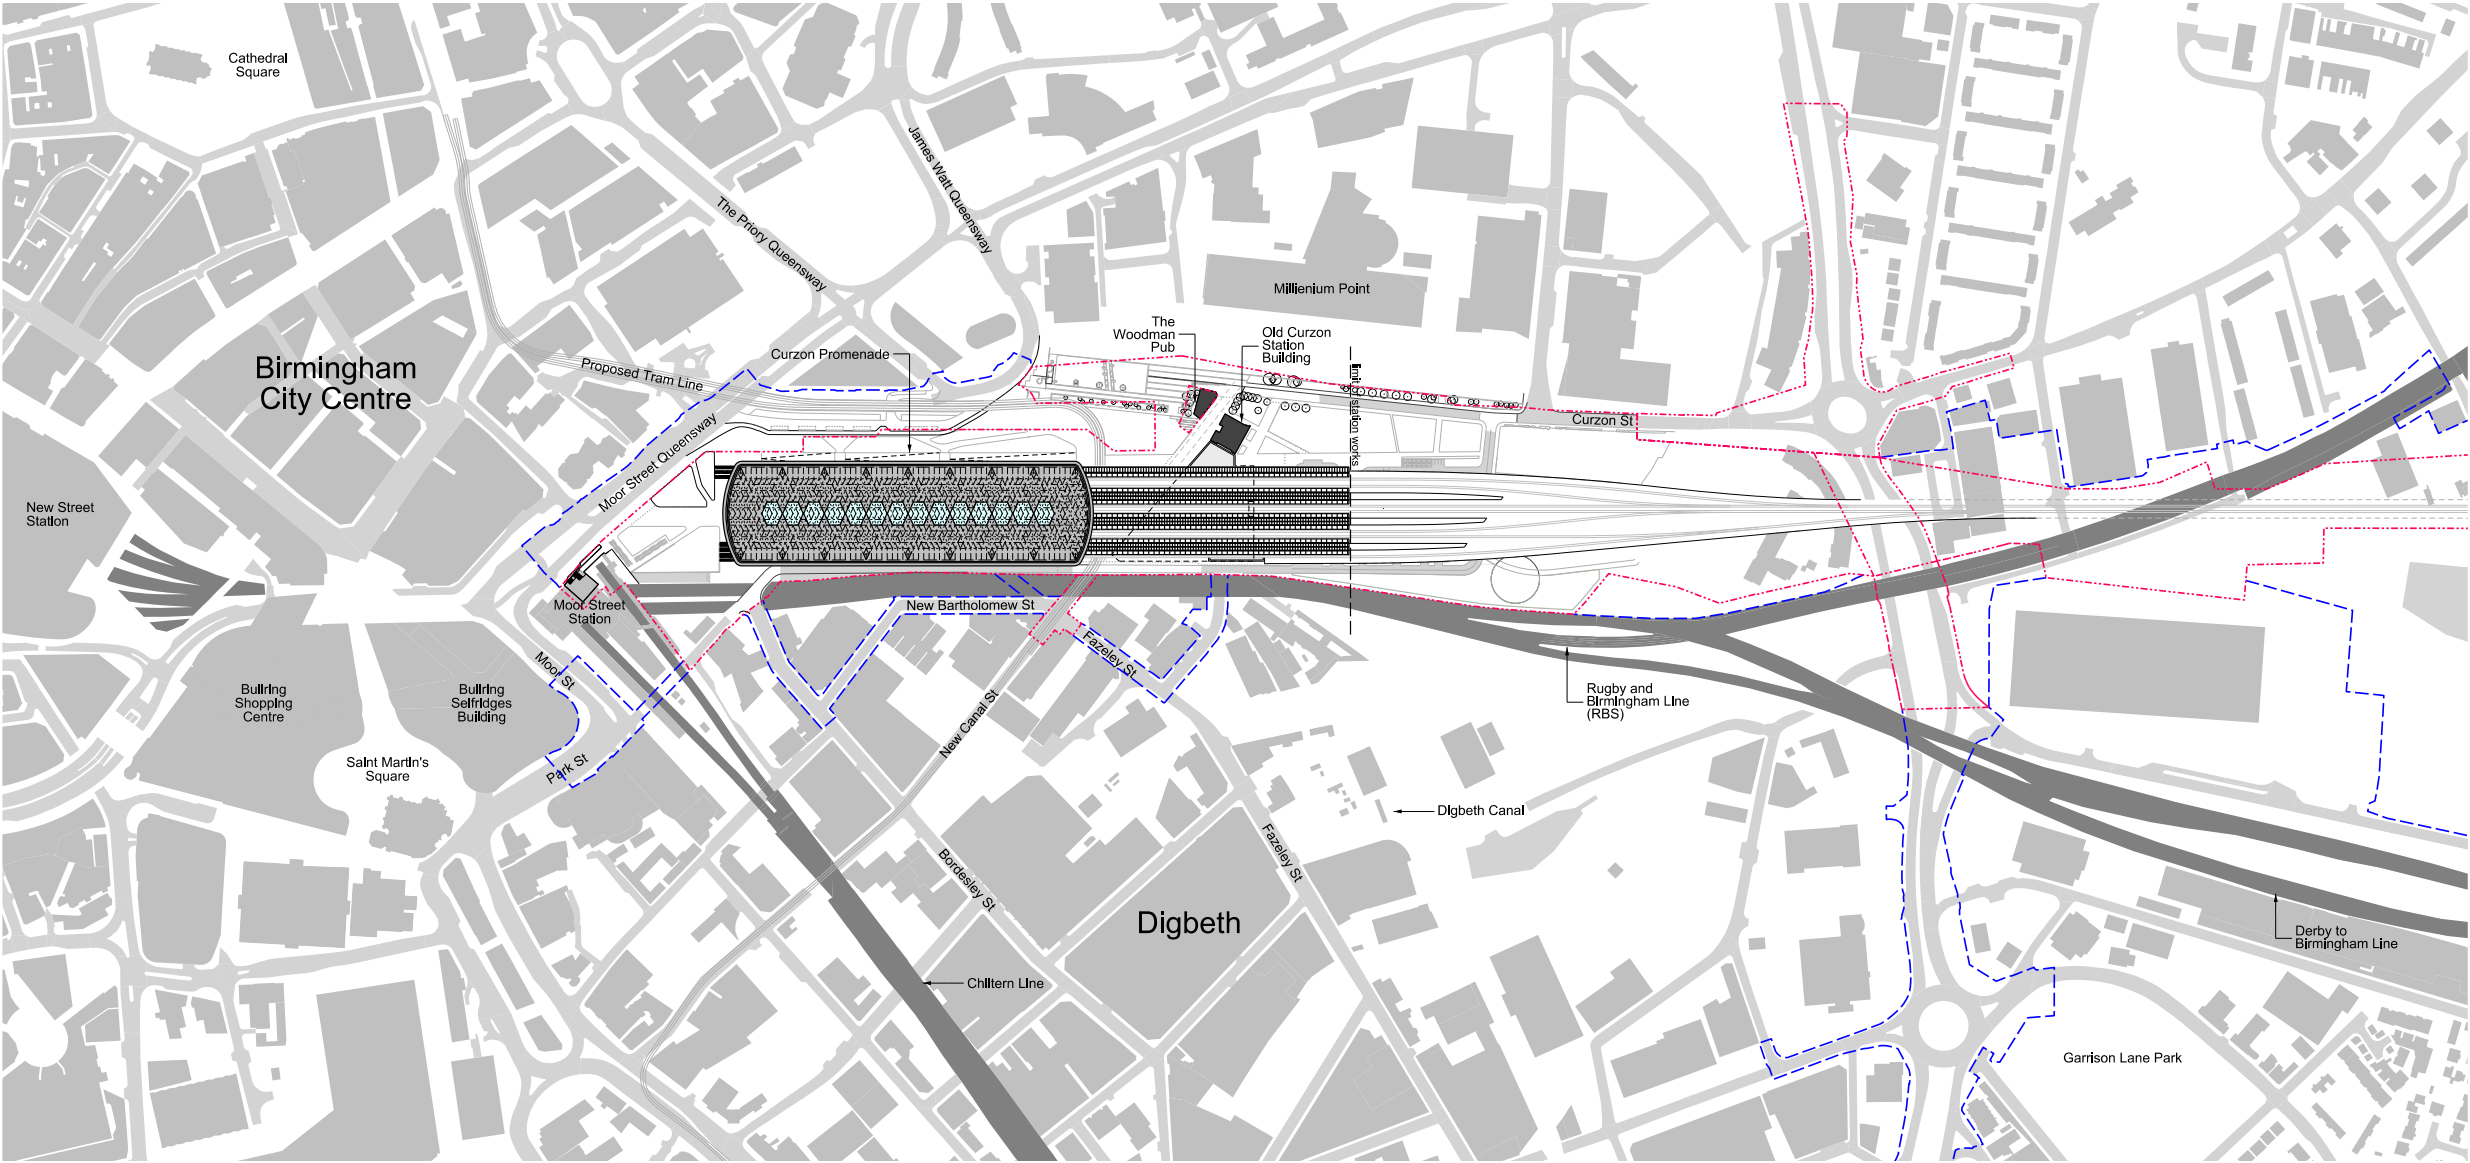 Cathedral
Square
James Watt Queensway
The Priory Queensway
Millienium Point
The
Woodman
Pub
Old Curzon
Station
Building
Curzon Promenade
Proposed Tram Line
Birmingham
City Centre
limit of station works
Curzon St
Moor Street Queensway
New Street
Station
Moor Street
Station
New Bartholomew St
Fazeley St
Moor St
Bullring
Shopping
Centre
Bullring
Selfridges
Building
Rugby and
Birmingham Line
(RBS)
New Canal St
Saint Martin's
Square
Park St
Digbeth Canal
Fazeley St
Bordesley St
Digbeth
Derby to
Birmingham Line
Chiltern Line
Garrison Lane Park